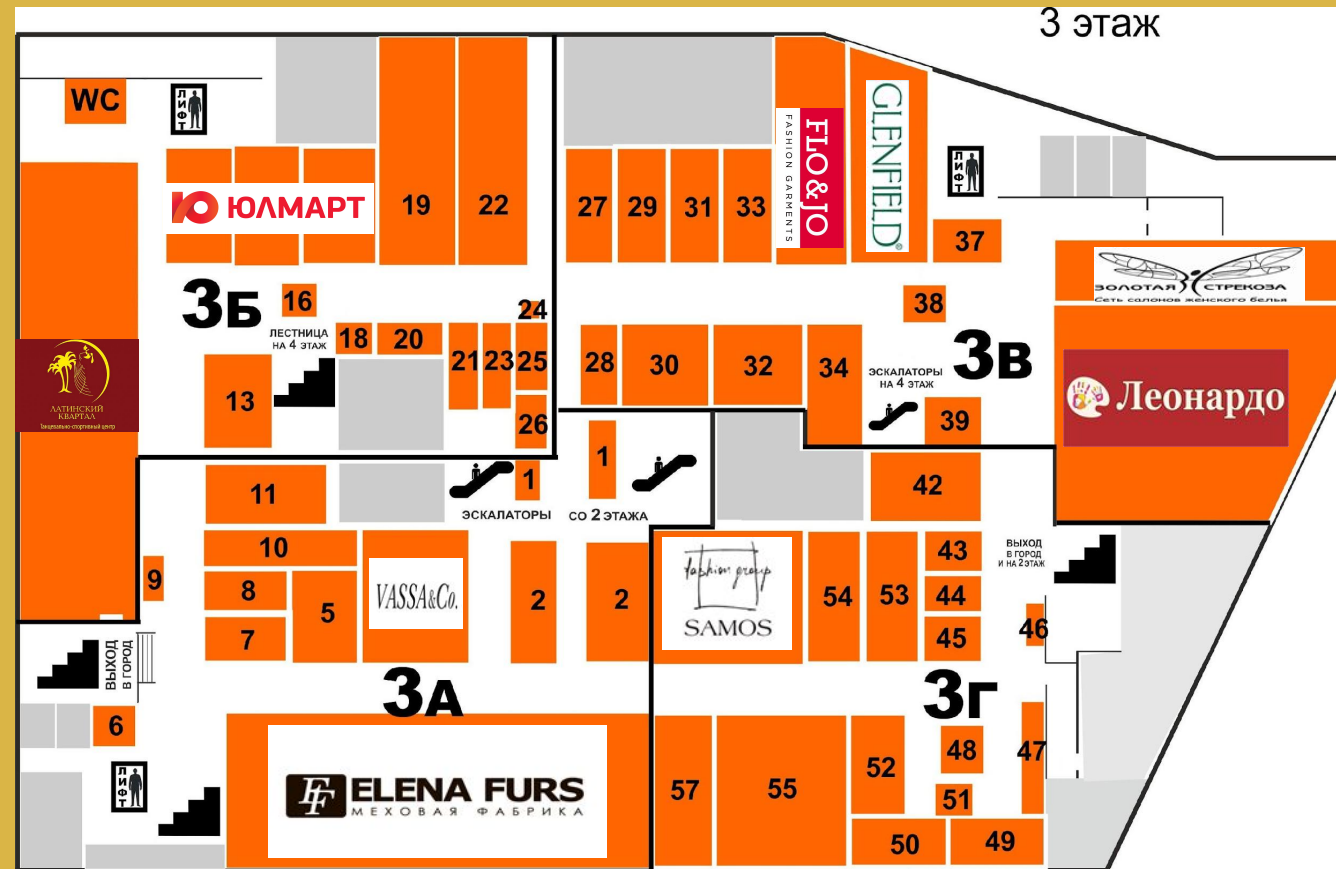 3 этаж
WC
ЛИФТ
ЮЛМАРТ
19
22
27
29
31
33
FLO&JO
FASHION GARMENTS
GLENFIELD®
ЛИФТ
37
ЗОЛОТАЯ СТРЕКОЗА
Сеть салонов женского белья
3Б
16
24
38
ЛЕСТНИЦА
НА 4 ЭТАЖ
18
20
21
23
25
28
30
32
34
3В
ЭСКАЛАТОРЫ
НА 4 ЭТАЖ
ЛАТИНСКИЙ
КВАРТАЛ
Танцевально-спортивный центр
13
26
39
Леонардо
11
1
1
42
ЭСКАЛАТОРЫ СО 2 ЭТАЖА
10
9
8
7
5
VASSA&Co.
2
2
fashion group
SAMOS
54
53
43
44
45
ВЫХОД
В ГОРОД
И НА 2 ЭТАЖ
46
ВЫХОД
В ГОРОД
3А
3Г
6
ЛИФТ
EF ELENA FURS
МЕХОВАЯ ФАБРИКА
57
55
52
48
47
51
50
49